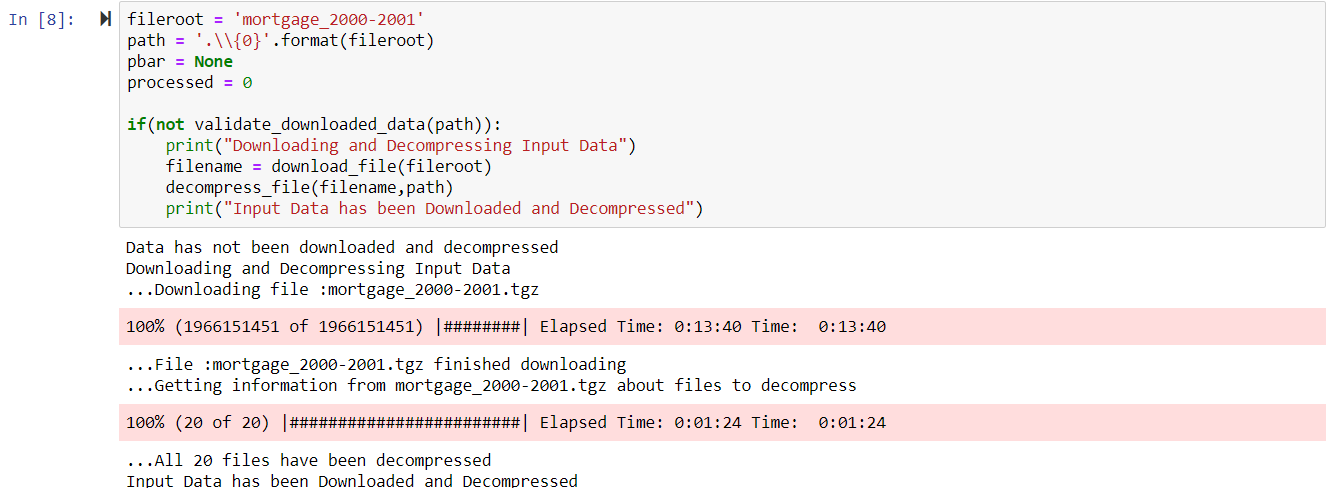 In [8]:
fileroot = 'mortgage_2000-2001'
path = '.\\{0}'.format(fileroot)
pbar = None
processed = 0
if(not validate_downloaded_data(path)):
    print("Downloading and Decompressing Input Data")
    filename = download_file(fileroot)
    decompress_file(filename,path)
    print("Input Data has been Downloaded and Decompressed")
Data has not been downloaded and decompressed
Downloading and Decompressing Input Data
...Downloading file :mortgage_2000-2001.tgz
100% (1966151451 of 1966151451) |########| Elapsed Time: 0:13:40 Time:  0:13:40
...File :mortgage_2000-2001.tgz finished downloading
...Getting information from mortgage_2000-2001.tgz about files to decompress
100% (20 of 20) |########################| Elapsed Time: 0:01:24 Time:  0:01:24
...All 20 files have been decompressed
Input Data has been Downloaded and Decompressed